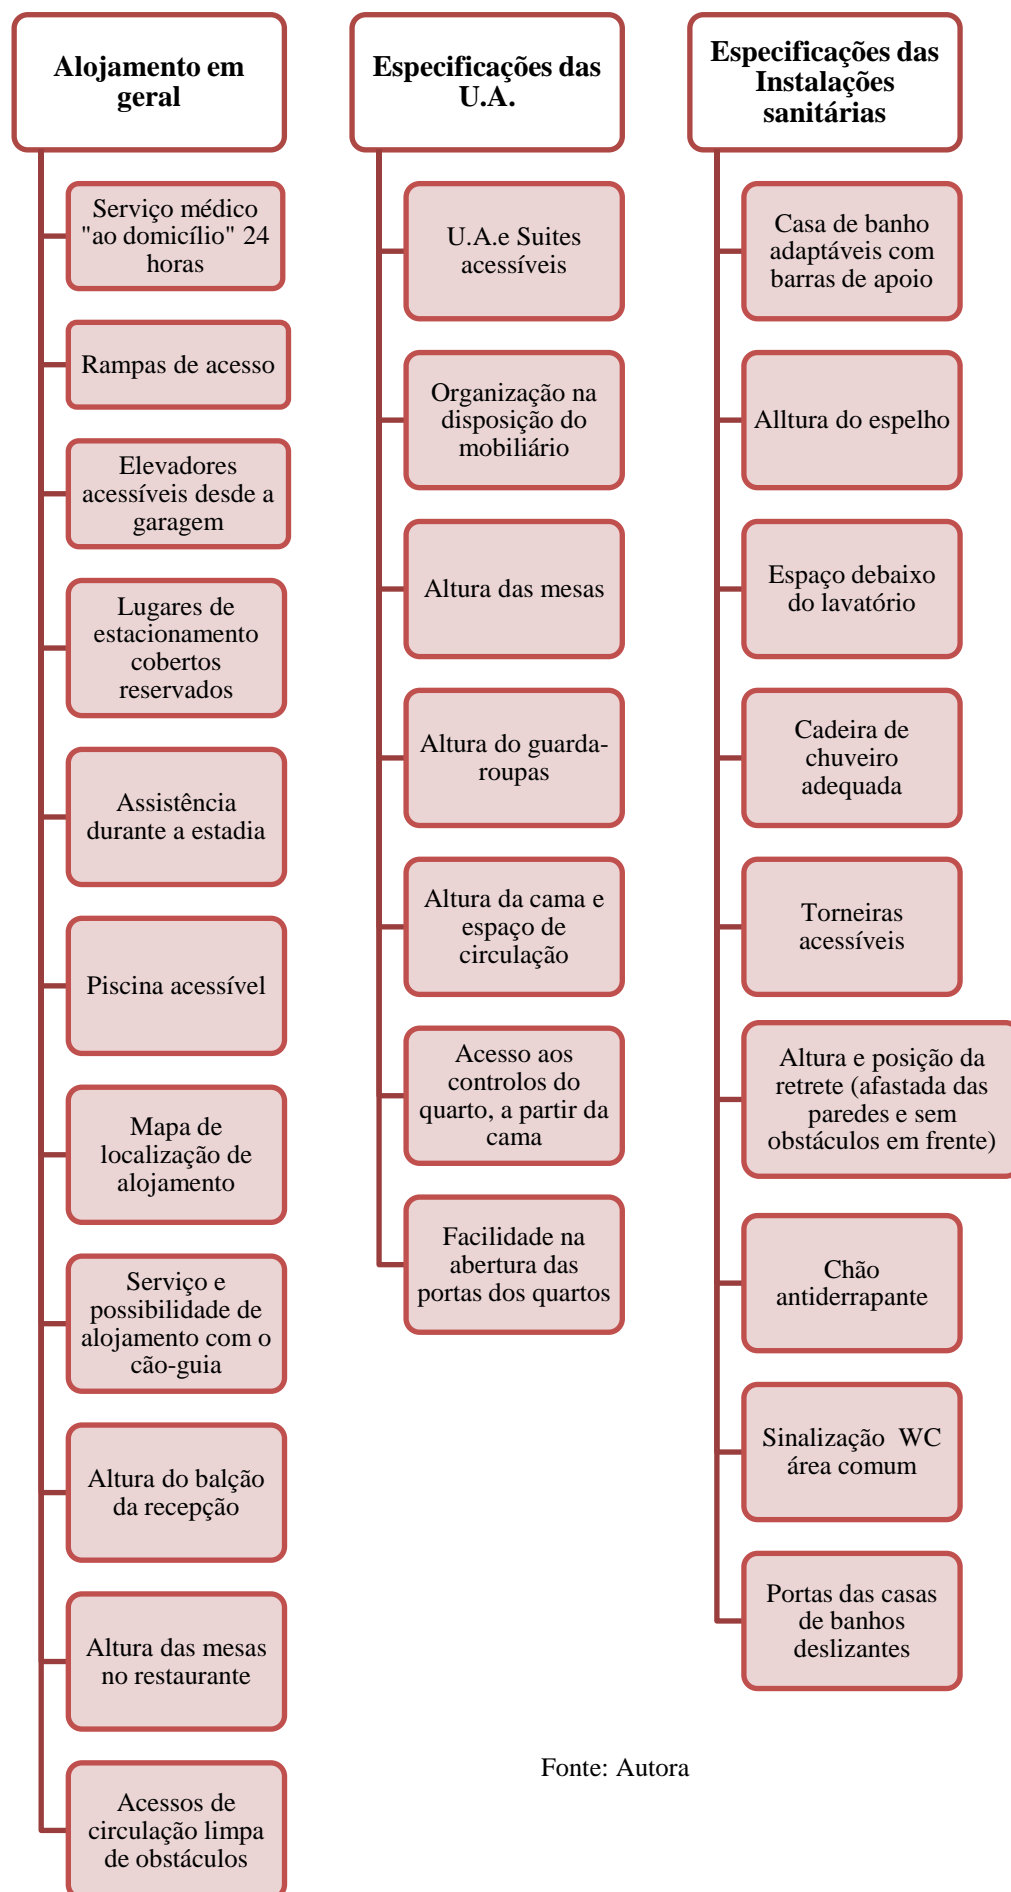 Alojamento em
geral
Serviço médico
"ao domicílio" 24
horas
Rampas de acesso
Elevadores
acessíveis desde a
garagem
Lugares de
estacionamento
cobertos
reservados
Assistência
durante a estadia
Piscina acessível
Mapa de
localização de
alojamento
Serviço e
possibilidade de
alojamento com o
cão-guia
Altura do balção
da recepção
Altura das mesas
no restaurante
Acessos de
circulação limpa
de obstáculos
Especificações das
U.A.
U.A.e Suites
acessíveis
Organização na
disposição do
mobiliário
Altura das mesas
Altura do guarda-
roupas
Altura da cama e
espaço de
circulação
Acesso aos
controlos do
quarto, a partir da
cama
Facilidade na
abertura das
portas dos quartos
Especificações das
Instalações
sanitárias
Casa de banho
adaptáveis com
barras de apoio
Alltura do espelho
Espaço debaixo
do lavatório
Cadeira de
chuveiro
adequada
Torneiras
acessíveis
Altura e posição da
retrete (afastada das
paredes e sem
obstáculos em frente)
Chão
antiderrapante
Sinalização  WC
área comum
Portas das casas
de banhos
deslizantes
Fonte: Autora